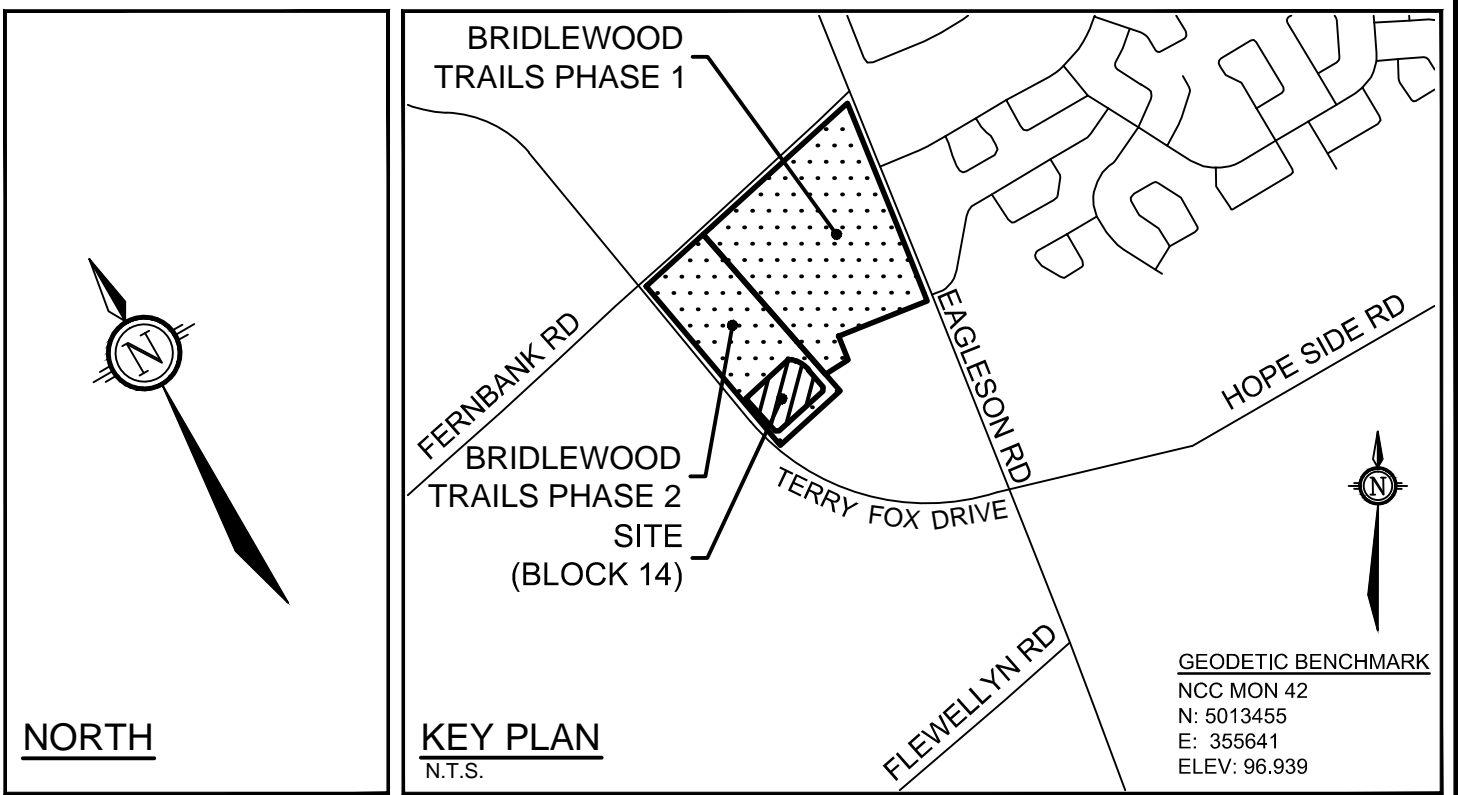 N
NORTH
BRIDLEWOOD
TRAILS PHASE 1
FERNBANK RD
EAGLESON RD
HOPE SIDE RD
BRIDLEWOOD
TRAILS PHASE 2
SITE
(BLOCK 14)
TERRY FOX DRIVE
N
FLEWELLYN RD
GEODETIC BENCHMARK
NCC MON 42
N: 5013455
E: 355641
ELEV: 96.939
KEY PLAN
N.T.S.